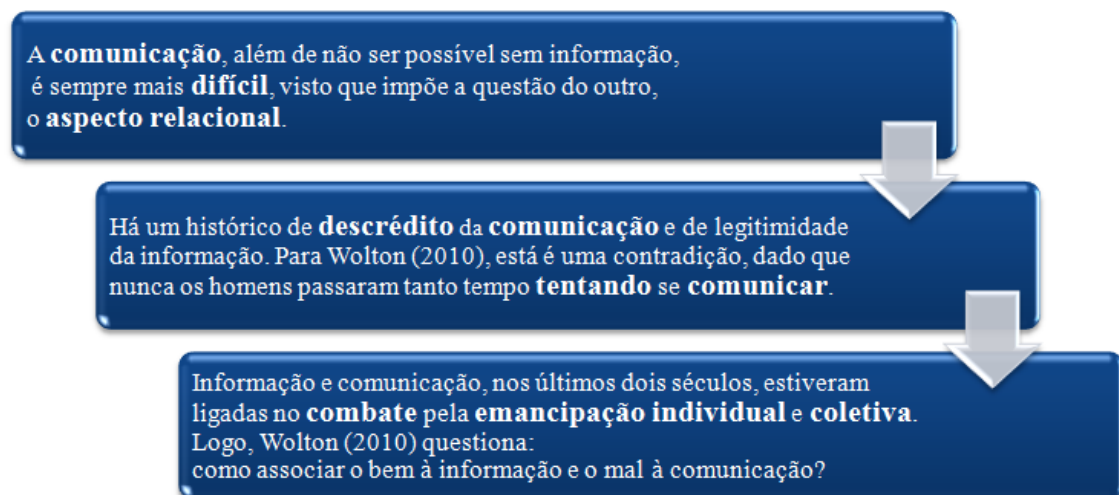 A comunicação, além de não ser possível sem informação,
é sempre mais difícil, visto que impõe a questão do outro,
o aspecto relacional.
Há um histórico de descrédito da comunicação e de legitimidade
da informação. Para Wolton (2010), está é uma contradição, dado que
nunca os homens passaram tanto tempo tentando se comunicar.
Informação e comunicação, nos últimos dois séculos, estiveram
ligadas no combate pela emancipação individual e coletiva.
Logo, Wolton (2010) questiona:
como associar o bem à informação e o mal à comunicação?